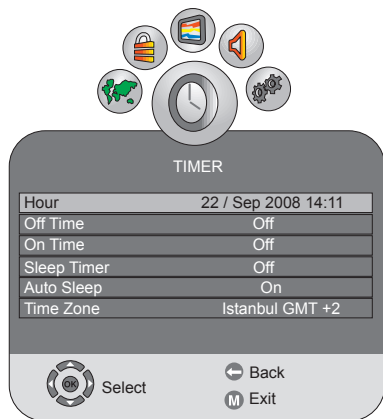 TIMER
Hour 22 / Sep 2008 14:11
Off Time Off
On Time Off
Sleep Timer Off
Auto Sleep On
Time Zone Istanbul GMT +2
OK Select
Back
M Exit